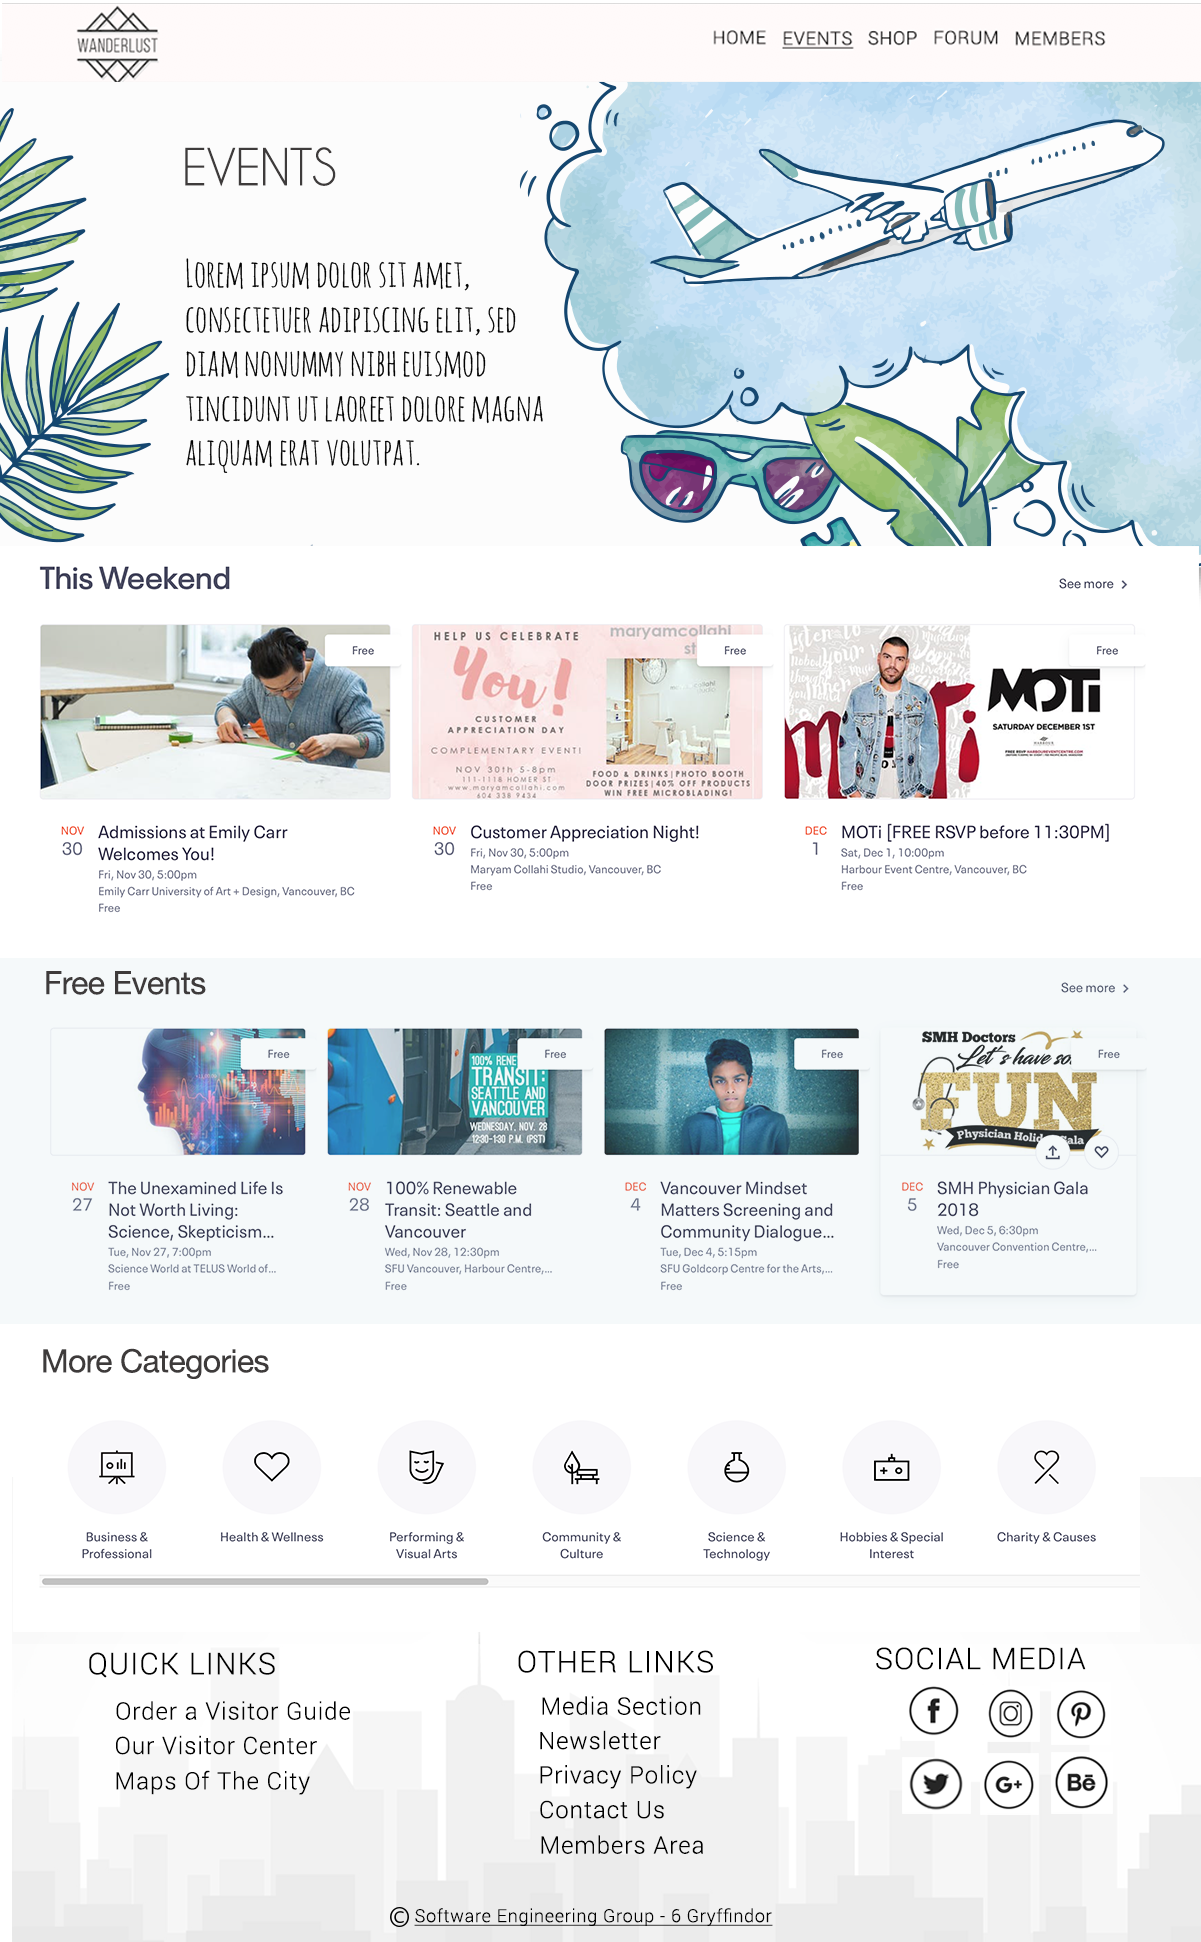 WANDERLUST
HOME EVENTS SHOP FORUM MEMBERS
EVENTS
LOREM IPSUM DOLOR SIT AMET,
CONSECTETUER ADIPISCING ELIT, SED
DIAM NONUMMY NIBH EUISMOD
TINCIDUNT UT LAOREET DOLORE MAGNA
ALIQUAM ERAT VOLUTPAT.
This Weekend
See more
Free
HELP US CELEBRATE
You!
CUSTOMER
APPRECIATION DAY
COMPLEMENTARY EVENT!
NOV 30th 5-8pm
111-1118 HOMER ST
www.maryamcollahi.com
604 338 9434
maryamcollahi
st
Free
FOOD & DRINKS|PHOTO BOOTH
DOOR PRIZES|40% OFF PRODUCTS
WIN FREE MICROBLADING!
Free
MOTi
SATURDAY DECEMBER 1ST
NOV
30
Admissions at Emily Carr
Welcomes You!
Fri, Nov 30, 5:00pm
Emily Carr University of Art + Design, Vancouver, BC
Free
NOV
30
Customer Appreciation Night!
Fri, Nov 30, 5:00pm
Maryam Collahi Studio, Vancouver, BC
Free
DEC
1
MOTi [FREE RSVP before 11:30PM]
Sat, Dec 1, 10:00pm
Harbour Event Centre, Vancouver, BC
Free
Free Events
See more
Free
100% RENE
TRANSIT:
SEATTLE AND
VANCOUVER
WEDNESDAY, NOV. 28
12:30-1:30 P.M. (PST)
Free
Free
SMH Doctors
Let's have so
FUN
Physician Holid Gala
Free
NOV
27
The Unexamined Life Is
Not Worth Living:
Science, Skepticism...
Tue, Nov 27, 7:00pm
Science World at TELUS World of...
Free
NOV
28
100% Renewable
Transit: Seattle and
Vancouver
Wed, Nov 28, 12:30pm
SFU Vancouver, Harbour Centre,...
Free
DEC
4
Vancouver Mindset
Matters Screening and
Community Dialogue...
Tue, Dec 4, 5:15pm
SFU Goldcorp Centre for the Arts,...
Free
DEC
5
SMH Physician Gala
2018
Wed, Dec 5, 6:30pm
Vancouver Convention Centre,...
Free
More Categories
Business &
Professional
Health & Wellness
Performing &
Visual Arts
Community &
Culture
Science &
Technology
Hobbies & Special
Interest
Charity & Causes
QUICK LINKS
Order a Visitor Guide
Our Visitor Center
Maps Of The City
OTHER LINKS
Media Section
Newsletter
Privacy Policy
Contact Us
Members Area
SOCIAL MEDIA
G+
Bē
© Software Engineering Group - 6 Gryffindor